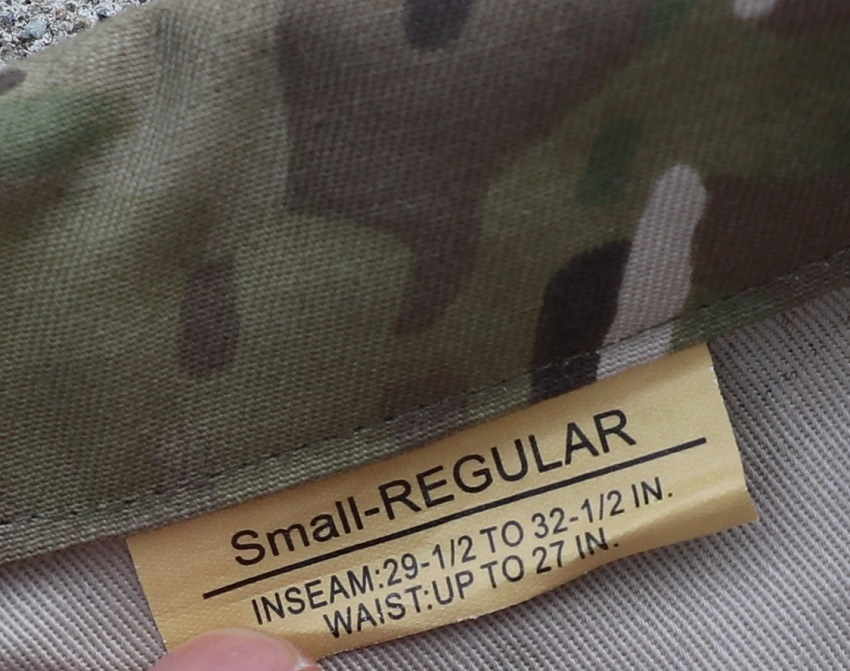 Small-REGULAR
INSEAM:29-1/2 TO 32-1/2 IN.
WAIST:UP TO 27 IN.